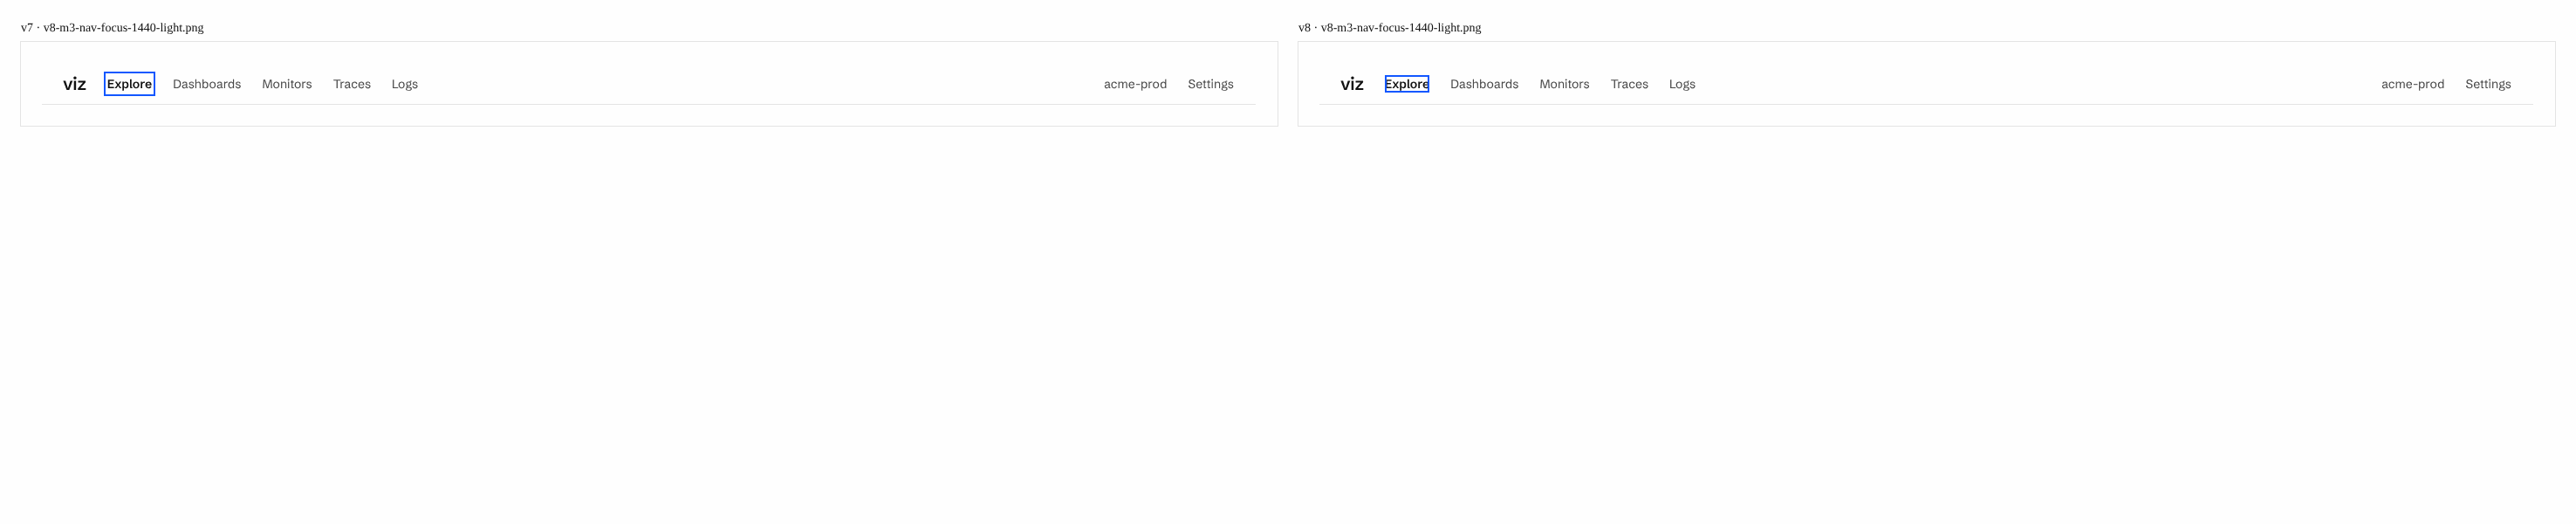 v7 · v8-m3-nav-focus-1440-light.png
viz Explore Dashboards Monitors Traces Logs acme-prod Settings
v8 · v8-m3-nav-focus-1440-light.png
viz Explore Dashboards Monitors Traces Logs acme-prod Settings